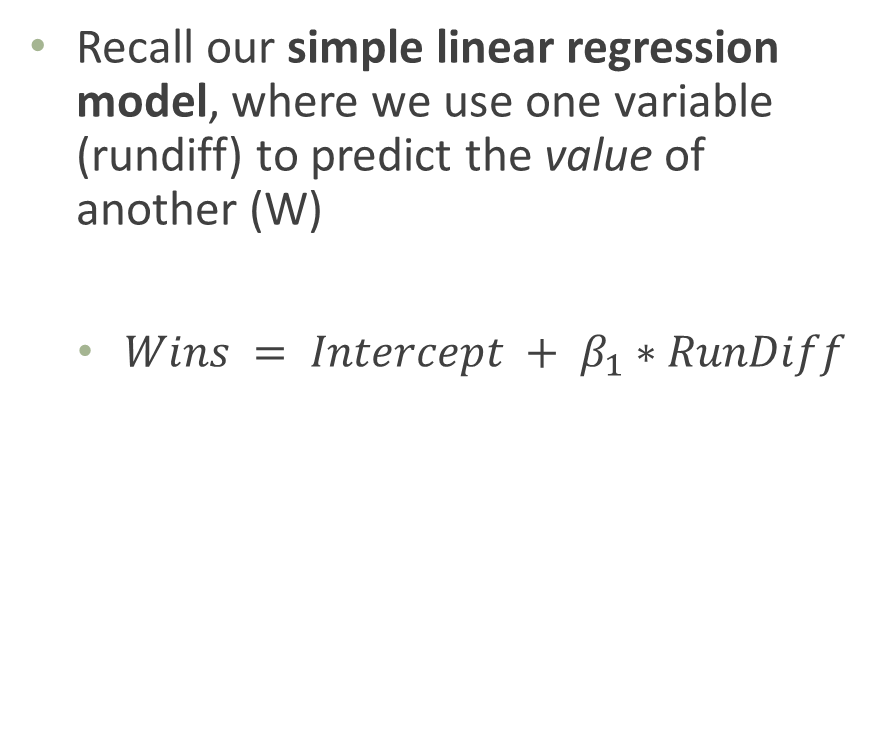 • Recall our simple linear regression
model, where we use one variable
(rundiff) to predict the value of
another (W)
• Wins = Intercept + β₁ * RunDiff